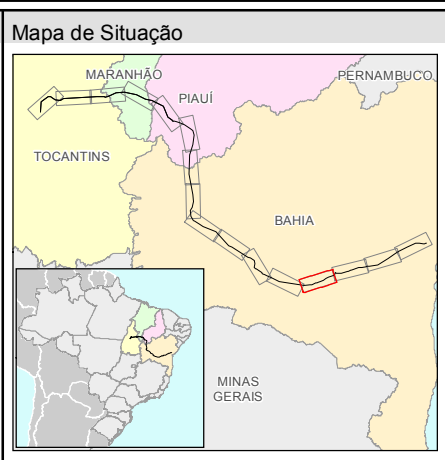 Mapa de Situação
MARANHÃO
PERNAMBUCO
PIAUÍ
TOCANTINS
BAHIA
MINAS
GERAIS